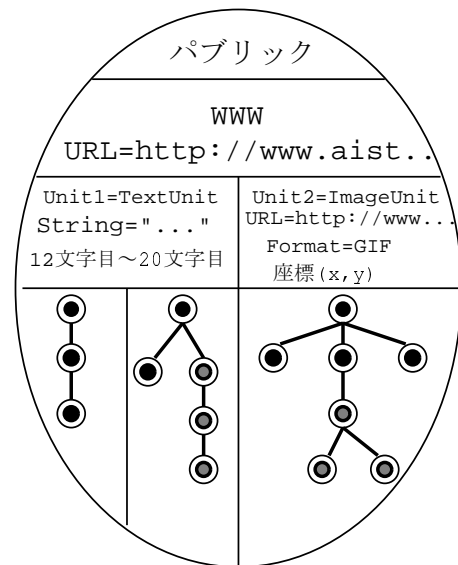 パブリック
WWW
URL=http://www.aist..
Unit1=TextUnit
String="..."
12文字目～20文字目
Unit2=ImageUnit
URL=http://www...
Format=GIF
座標(x,y)